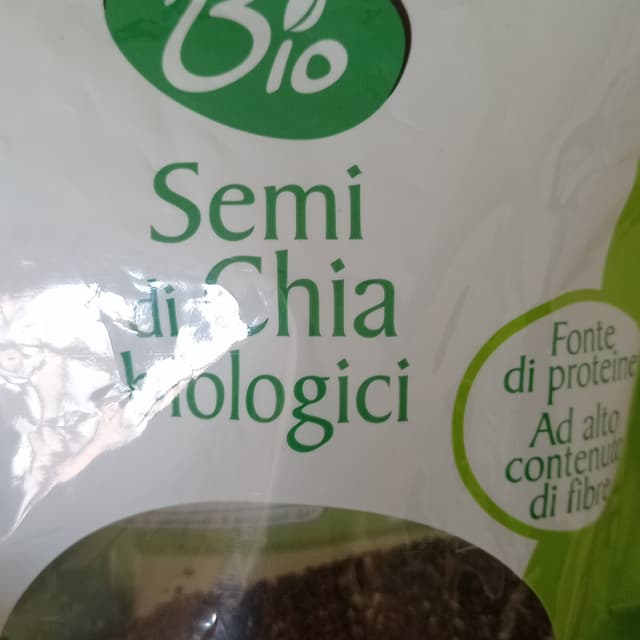 Bio
Semi
di Chia
biologici
Fonte
di proteine
Ad alto
contenuto
di fibre